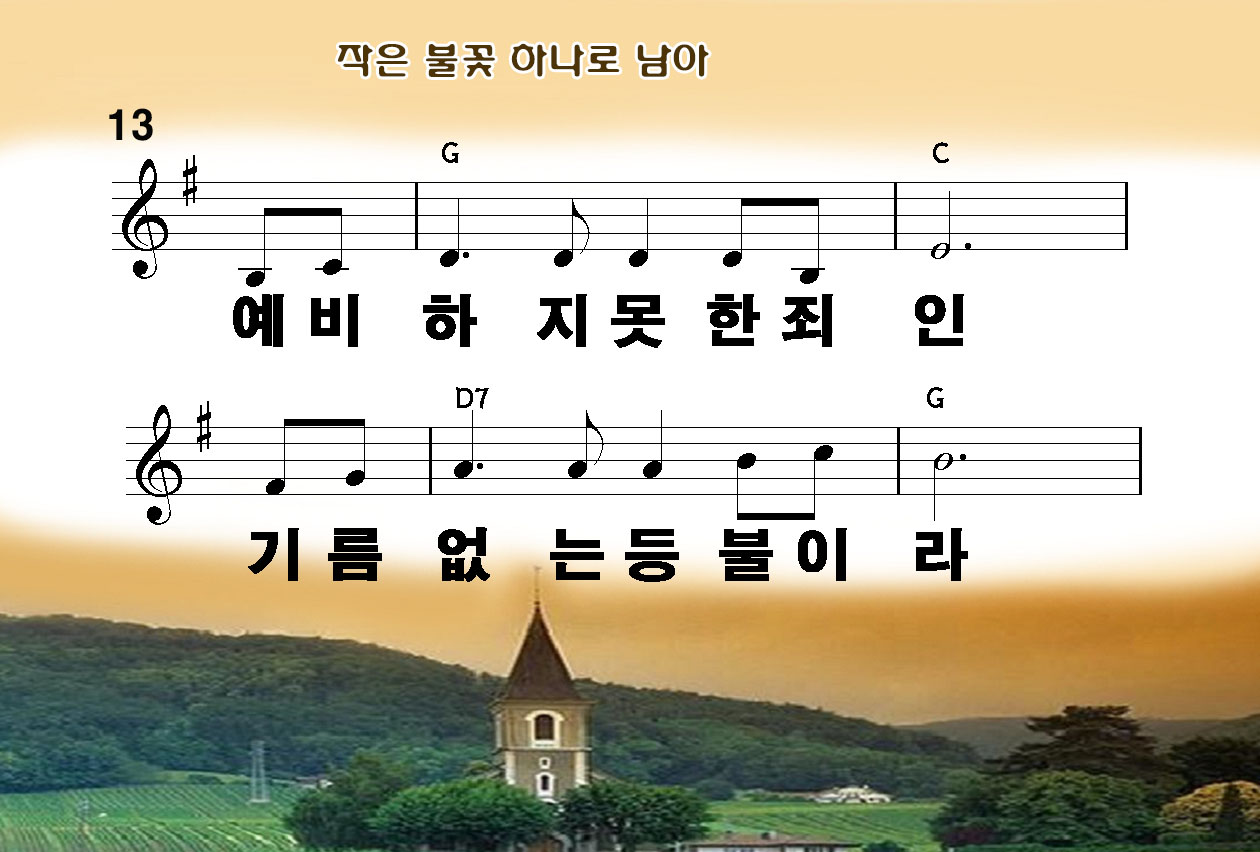 작은 불꽃 하나로 남아
13
G C
예비 하 지못 한죄 인
D7 G
기름 없 는등 불이 라